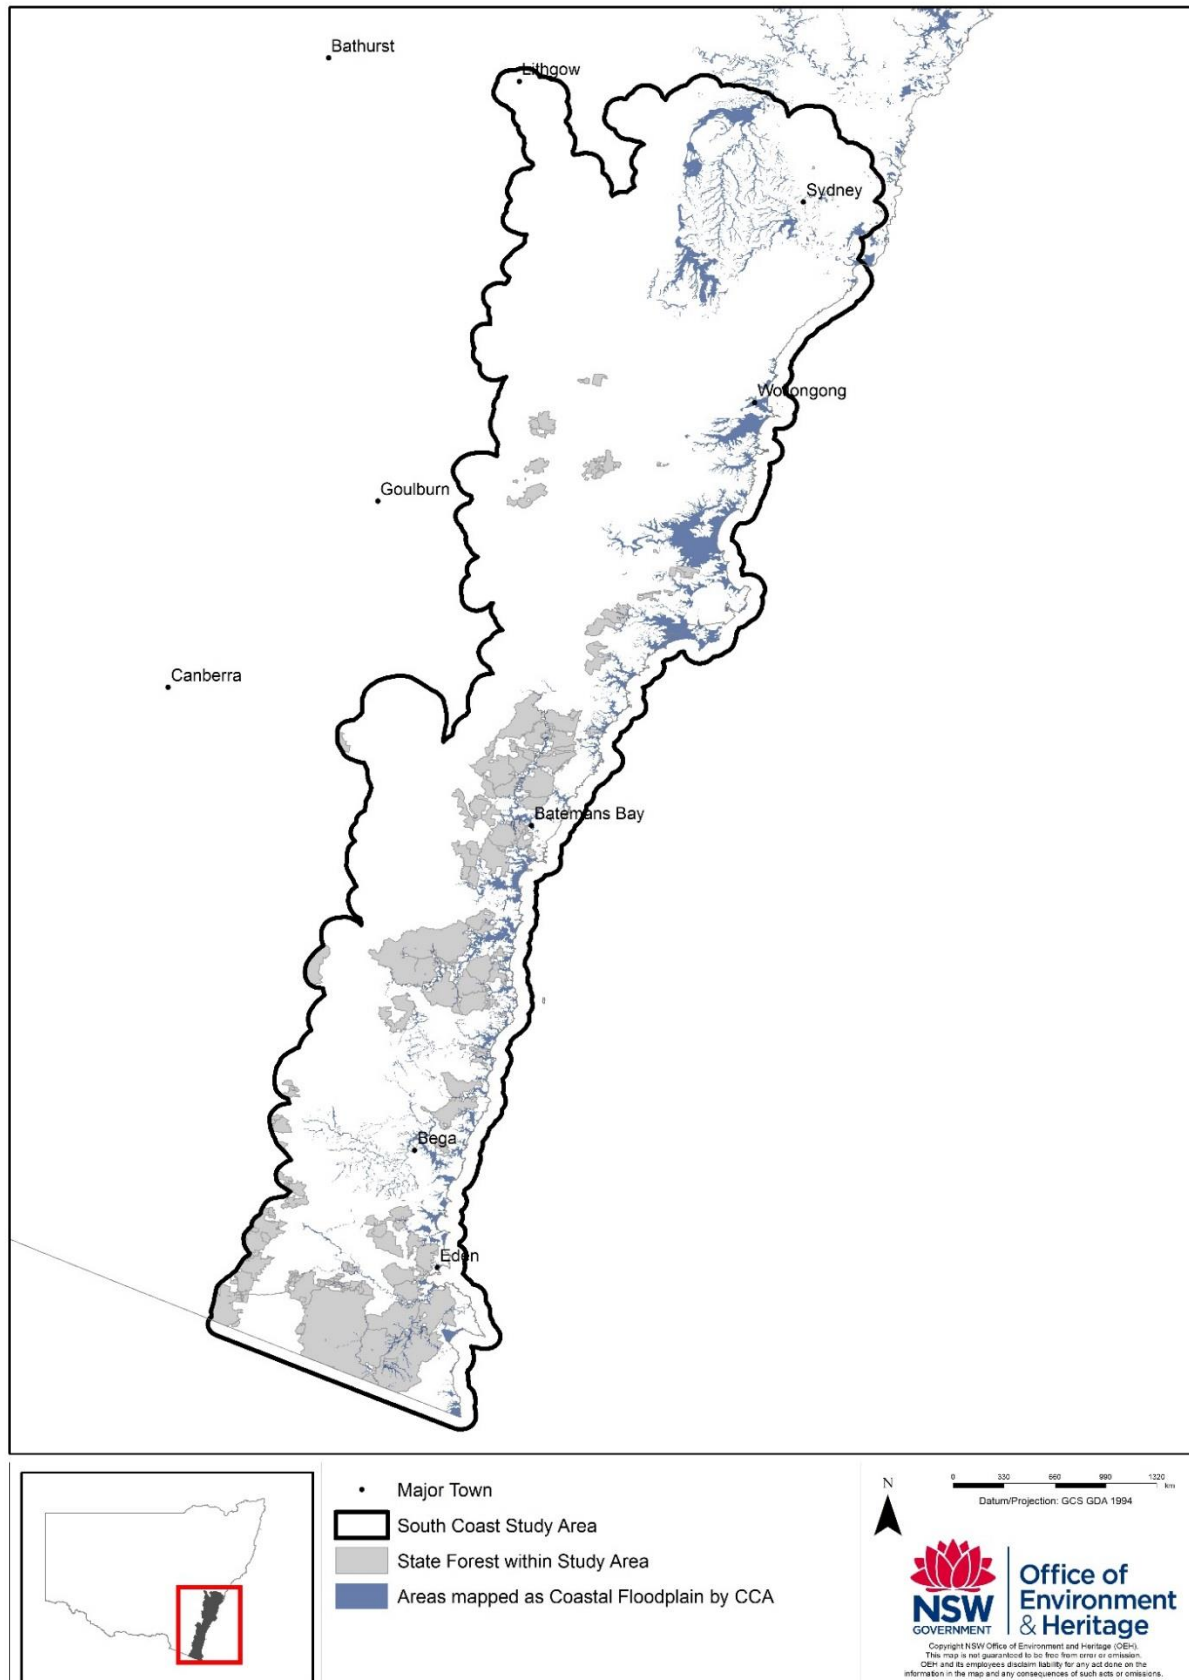 Bathurst
Lithgow
Sydney
Wollongong
Goulburn
Canberra
Batemans Bay
Bega
Eden
Major Town
South Coast Study Area
State Forest within Study Area
Areas mapped as Coastal Floodplain by CCA
N
0 330 660 990 1320
km
Datum/Projection: GCS GDA 1994
NSW
GOVERNMENT
Office of
Environment
& Heritage
Copyright NSW Office of Environment and Heritage (OEH).
This map is not guaranteed to be free from error or omission.
OEH and its employees disclaim liability for any act done on the
information in the map and any consequences of such acts or omissions.